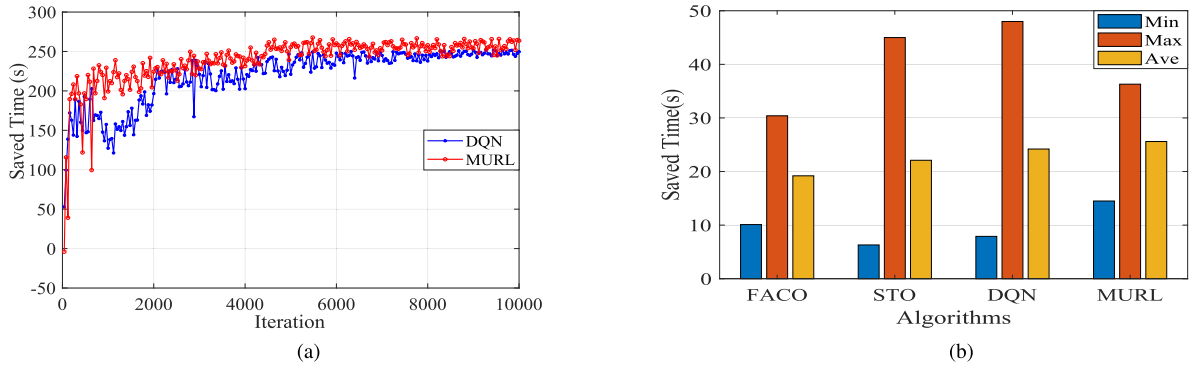 300
250
200
150
100
50
0
-50
Saved Time (s)
0 2000 4000 6000 8000 10000
Iteration
DQN
MURL
(a)
50
40
30
20
10
0
Saved Time(s)
Min
Max
Ave
FACO STO DQN MURL
Algorithms
(b)